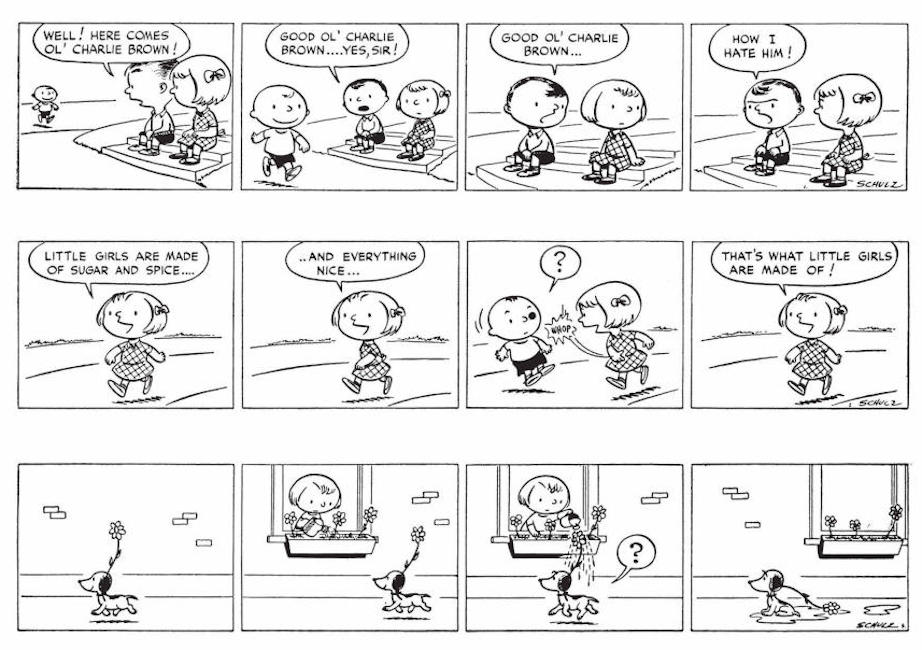 WELL! HERE COMES
OL' CHARLIE BROWN!
GOOD OL' CHARLIE
BROWN....YES, SIR!
GOOD OL' CHARLIE
BROWN...
HOW I
HATE HIM!
SCHULZ
LITTLE GIRLS ARE MADE
OF SUGAR AND SPICE....
..AND EVERYTHING
NICE...
?
WHOP
THAT'S WHAT LITTLE GIRLS
ARE MADE OF!
SCHULZ
?
SCHULZ